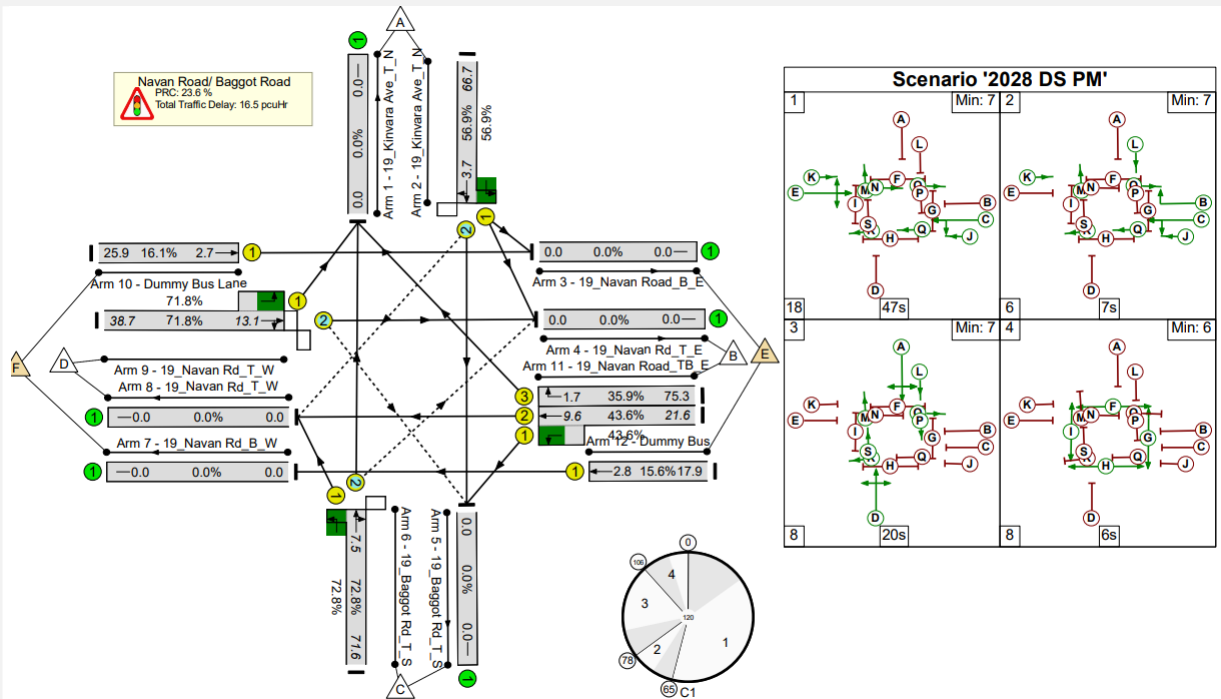 Navan Road/ Baggot Road
PRC: 23.6 %
Total Traffic Delay: 16.5 pcuHr
A
1
0.0
0.0%
0.0
Arm 1 - 19_Kinvara Ave_T_N
Arm 2 - 19_Kinvara Ave_T_N
66.7
56.9%
3.7
56.9%
1
2
25.9 16.1% 2.7
1
Arm 10 - Dummy Bus Lane
71.8%
1
38.7 71.8% 13.1
2
0.0 0.0% 0.0
1
Arm 3 - 19_Navan Road_B_E
0.0 0.0% 0.0
1
Arm 4 - 19_Navan Rd_T_E
Arm 11 - 19_Navan Road_TB_E
B
E
F
D
Arm 9 - 19_Navan Rd_T_W
Arm 8 - 19_Navan Rd_T_W
1
0.0 0.0% 0.0
Arm 7 - 19_Navan Rd_B_W
1
0.0 0.0% 0.0
3
1.7 35.9% 75.3
2
9.6 43.6% 21.6
1
43.6%
Arm 12 - Dummy Bus
1
2.8 15.6% 17.9
1
2
7.5
72.8%
71.6
72.8%
Arm 6 - 19_Baggot Rd_T_S
Arm 5 - 19_Baggot Rd_T_S
0.0
0.0%
0.0
1
C
0
106
4
3
120
1
2
78
65
C1
Scenario '2028 DS PM'
1
Min: 7
A
L
K
E
M
N
F
P
I
G
B
C
S
H
Q
J
D
18
47s
2
Min: 7
A
L
K
E
M
N
F
P
I
G
B
C
S
H
Q
J
D
6
7s
3
Min: 7
A
L
K
E
M
N
F
P
I
G
B
C
S
H
Q
J
D
8
20s
4
Min: 6
A
L
K
E
M
N
F
P
I
G
B
C
S
H
Q
J
D
8
6s